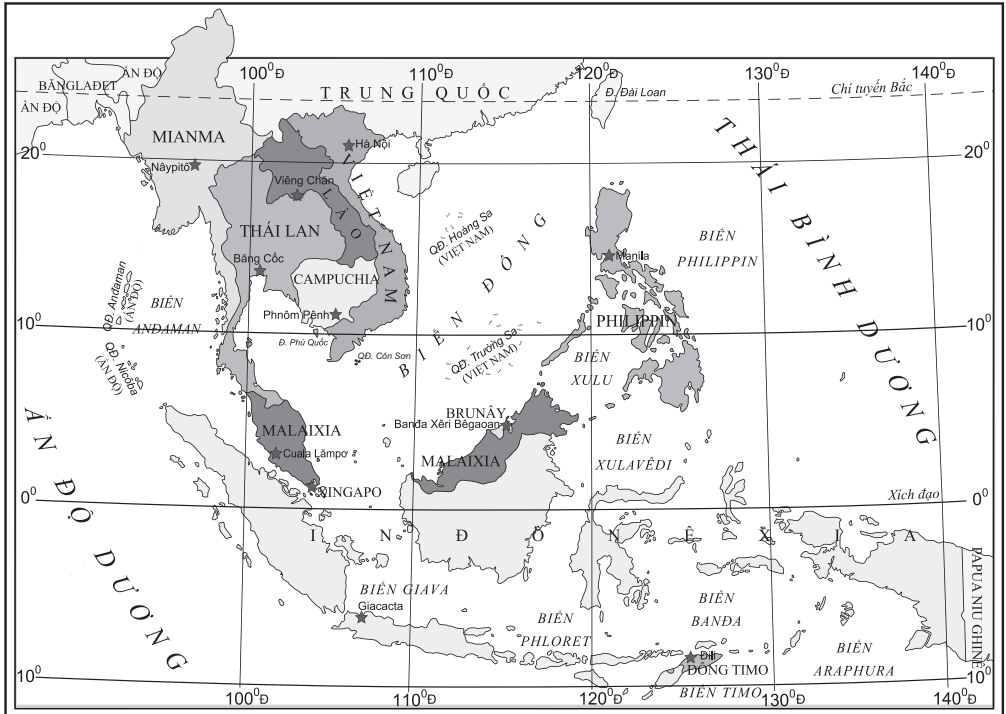 100⁰Đ 110⁰Đ 120⁰Đ 130⁰Đ 140⁰Đ
ẤN ĐỘ
BĂNGLAĐET
ẤN ĐỘ
TRUNG QUỐC
Đ. Đài Loan
Chí tuyến Bắc
MIANMA
Hà Nội
20⁰
20⁰
Nâypitô
Viêng Chăn
VIỆT NAM
LÀO
THÁI LAN
QĐ. Hoàng Sa
(VIỆT NAM)
BIỂN ĐÔNG
THÁI BÌNH DƯƠNG
BIỂN
PHILIPPIN
Manila
Băng Cốc
CAMPUCHIA
QĐ. Anđaman
(ẤN ĐỘ)
BIỂN
ANĐAMAN
Phnôm Pênh
PHILIPPIN
10⁰
10⁰
Đ. Phú Quốc
QĐ. Côn Sơn
QĐ. Trường Sa
(VIỆT NAM)
QĐ. Nicôba
(ẤN ĐỘ)
BIỂN
XULU
BRUNÂY
Banđa Xêri Bêgaoan
MALAIXIA
Cuala Lămpơ
MALAIXIA
BIỂN
XULAVÊDI
XINGAPO
0⁰
Xích đạo
0⁰
ẤN ĐỘ DƯƠNG
INĐÔNÊXIA
BIỂN GIAVA
Giacacta
BIỂN
PHLORET
BIỂN
BANĐA
PAPUA NIU GHINÊ
Đili
ĐÔNG TIMO
BIỂN
ARAPHURA
BIỂN TIMO
10⁰
10⁰
100⁰Đ 110⁰Đ 120⁰Đ 130⁰Đ 140⁰Đ